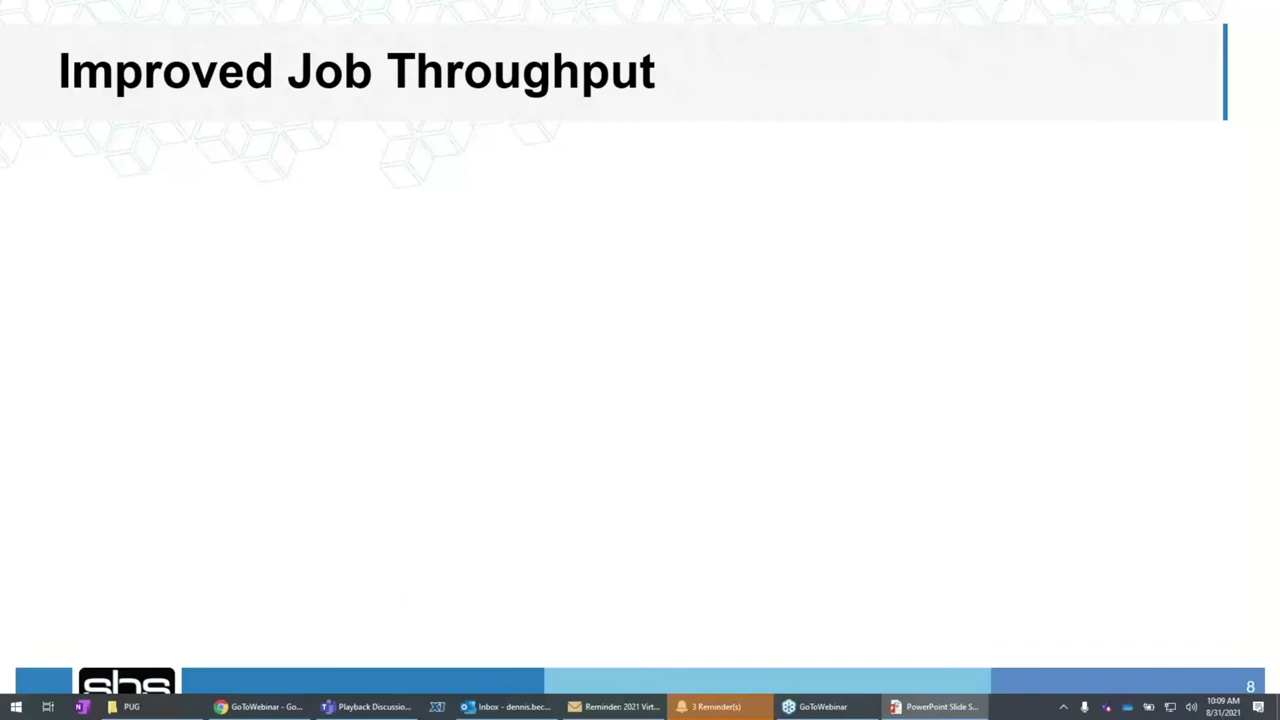 Improved Job Throughput
sbs
8
PUG
GoToWebinar - Go...
Playback Discussio...
Inbox - dennis.bec...
Reminder: 2021 Virt...
3 Reminder(s)
GoToWebinar
PowerPoint Slide S...
10:09 AM
8/31/2021